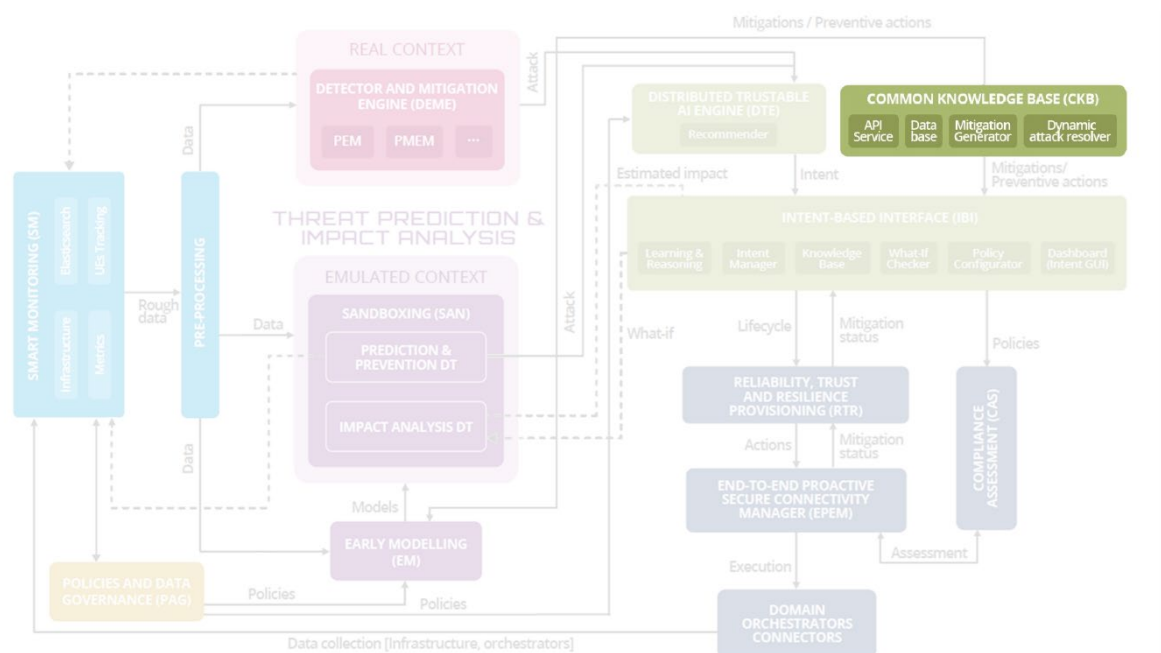 Mitigations / Preventive actions
REAL CONTEXT
DETECTOR AND MITIGATION
ENGINE (DEME)
PEM
PMEM
...
Attack
Data
DISTRIBUTED TRUSTABLE
AI ENGINE (DTE)
Recommender
COMMON KNOWLEDGE BASE (CKB)
API
Service
Data
base
Mitigation
Generator
Dynamic
attack resolver
Estimated impact
Intent
Mitigations/
Preventive actions
SMART MONITORING (SM)
Elasticsearch
UEs Tracking
Infrastructure
Metrics
Rough
data
PRE-PROCESSING
THREAT PREDICTION &
IMPACT ANALYSIS
INTENT-BASED INTERFACE (IBI)
Learning &
Reasoning
Intent
Manager
Knowledge
Base
What-If
Checker
Policy
Configurator
Dashboard
(Intent GUI)
EMULATED CONTEXT
SANDBOXING (SAN)
PREDICTION &
PREVENTION DT
IMPACT ANALYSIS DT
Data
Attack
What-if
Lifecycle
Mitigation
status
Policies
RELIABILITY, TRUST
AND RESILIENCE
PROVISIONING (RTR)
COMPLIANCE
ASSESSMENT (CAS)
Actions
Mitigation
status
Data
Models
END-TO-END PROACTIVE
SECURE CONNECTIVITY
MANAGER (EPEM)
EARLY MODELLING
(EM)
Assessment
Execution
POLICIES AND DATA
GOVERNANCE (PAG)
Policies
Policies
DOMAIN
ORCHESTRATORS
CONNECTORS
Data collection [Infrastructure, orchestrators]